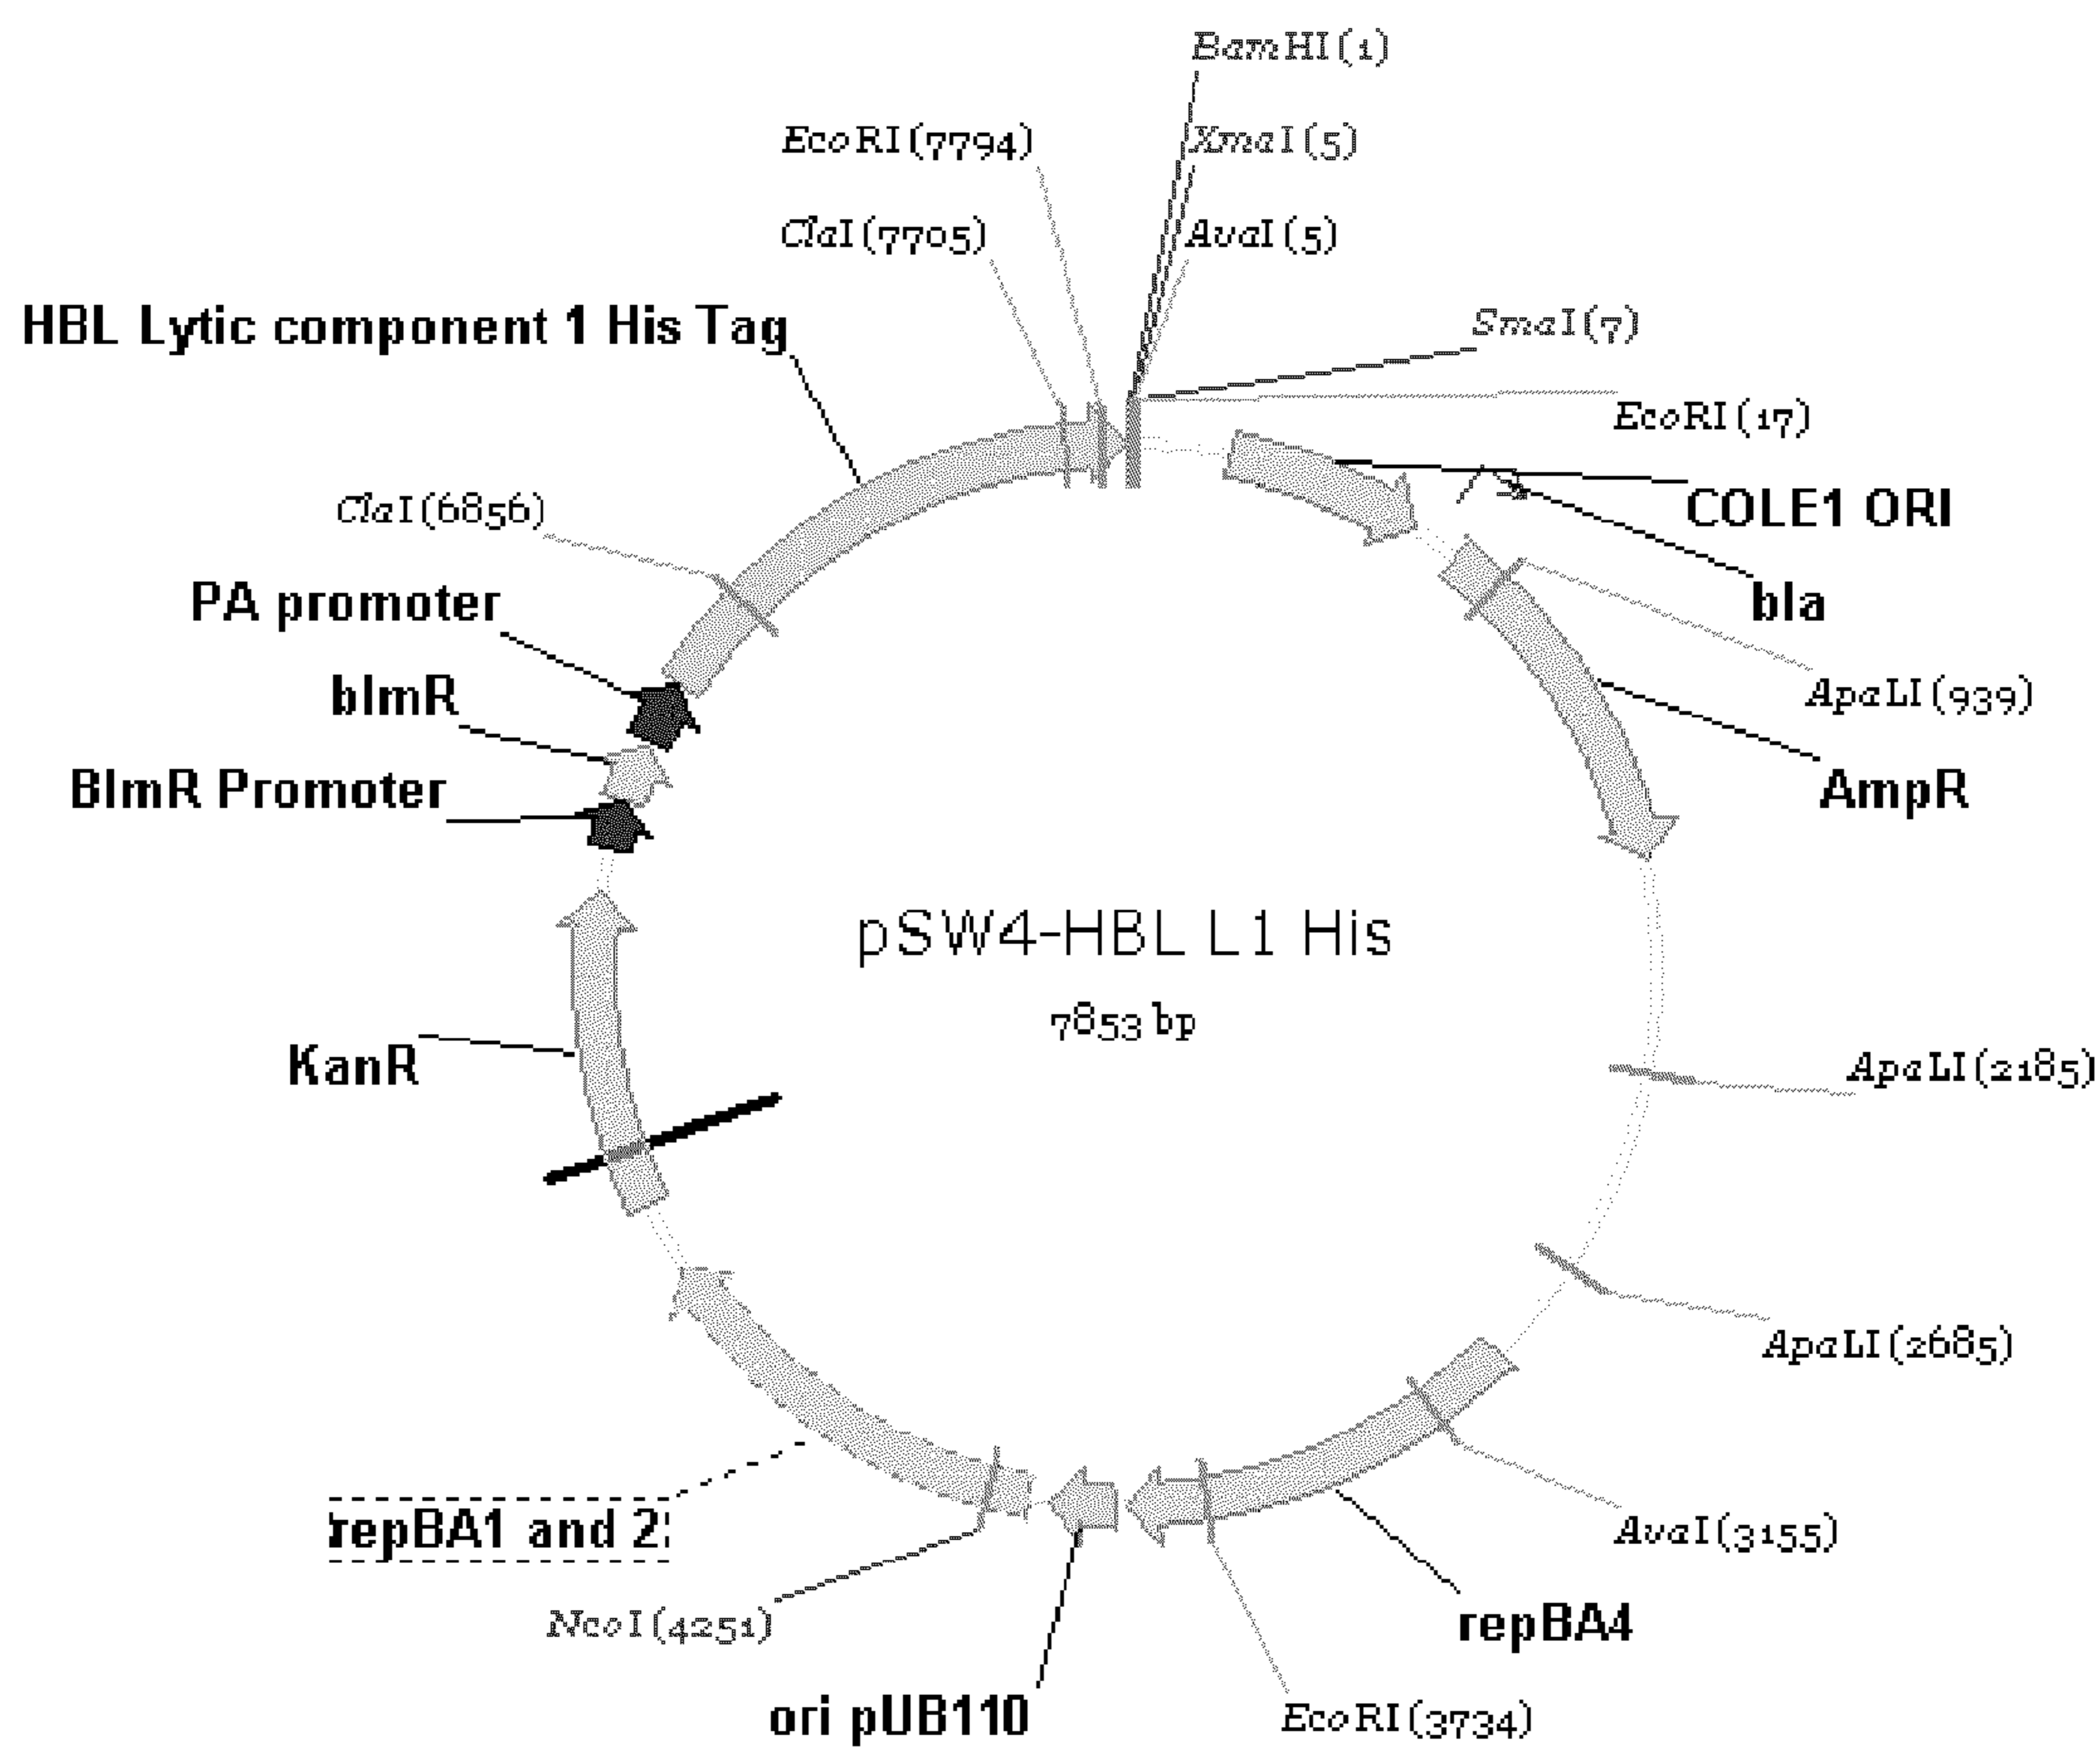 BamHI(1)
EcoRI(7794)
XmaI(5)
ClaI(7705)
AvaI(5)
HBL Lytic component 1 His Tag
SmaI(7)
EcoRI(17)
ClaI(6856)
COLE1 ORI
PA promoter
bla
blmR
ApaLI(939)
BlmR Promoter
AmpR
pSW4-HBL L1 His
7853 bp
KanR
ApaLI(2185)
ApaLI(2685)
repBA1 and 2
AvaI(3155)
NcoI(4251)
repBA4
ori pUB110
EcoRI(3734)